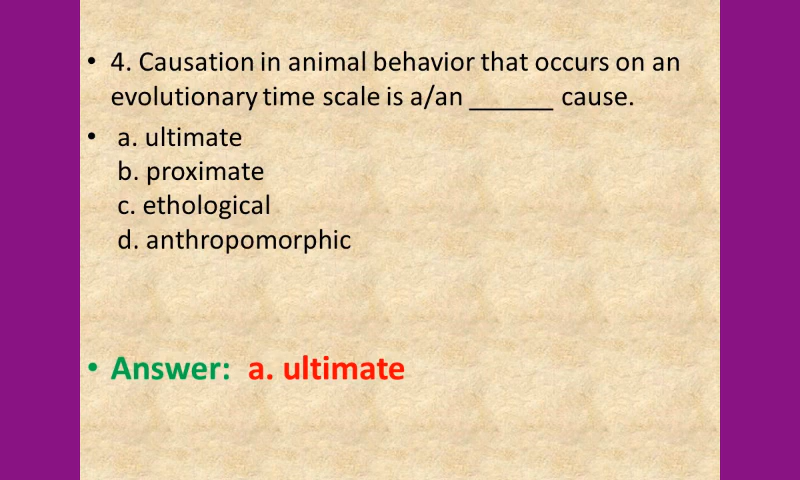 • 4. Causation in animal behavior that occurs on an
evolutionary time scale is a/an ______ cause.
• a. ultimate
b. proximate
c. ethological
d. anthropomorphic
• Answer: a. ultimate